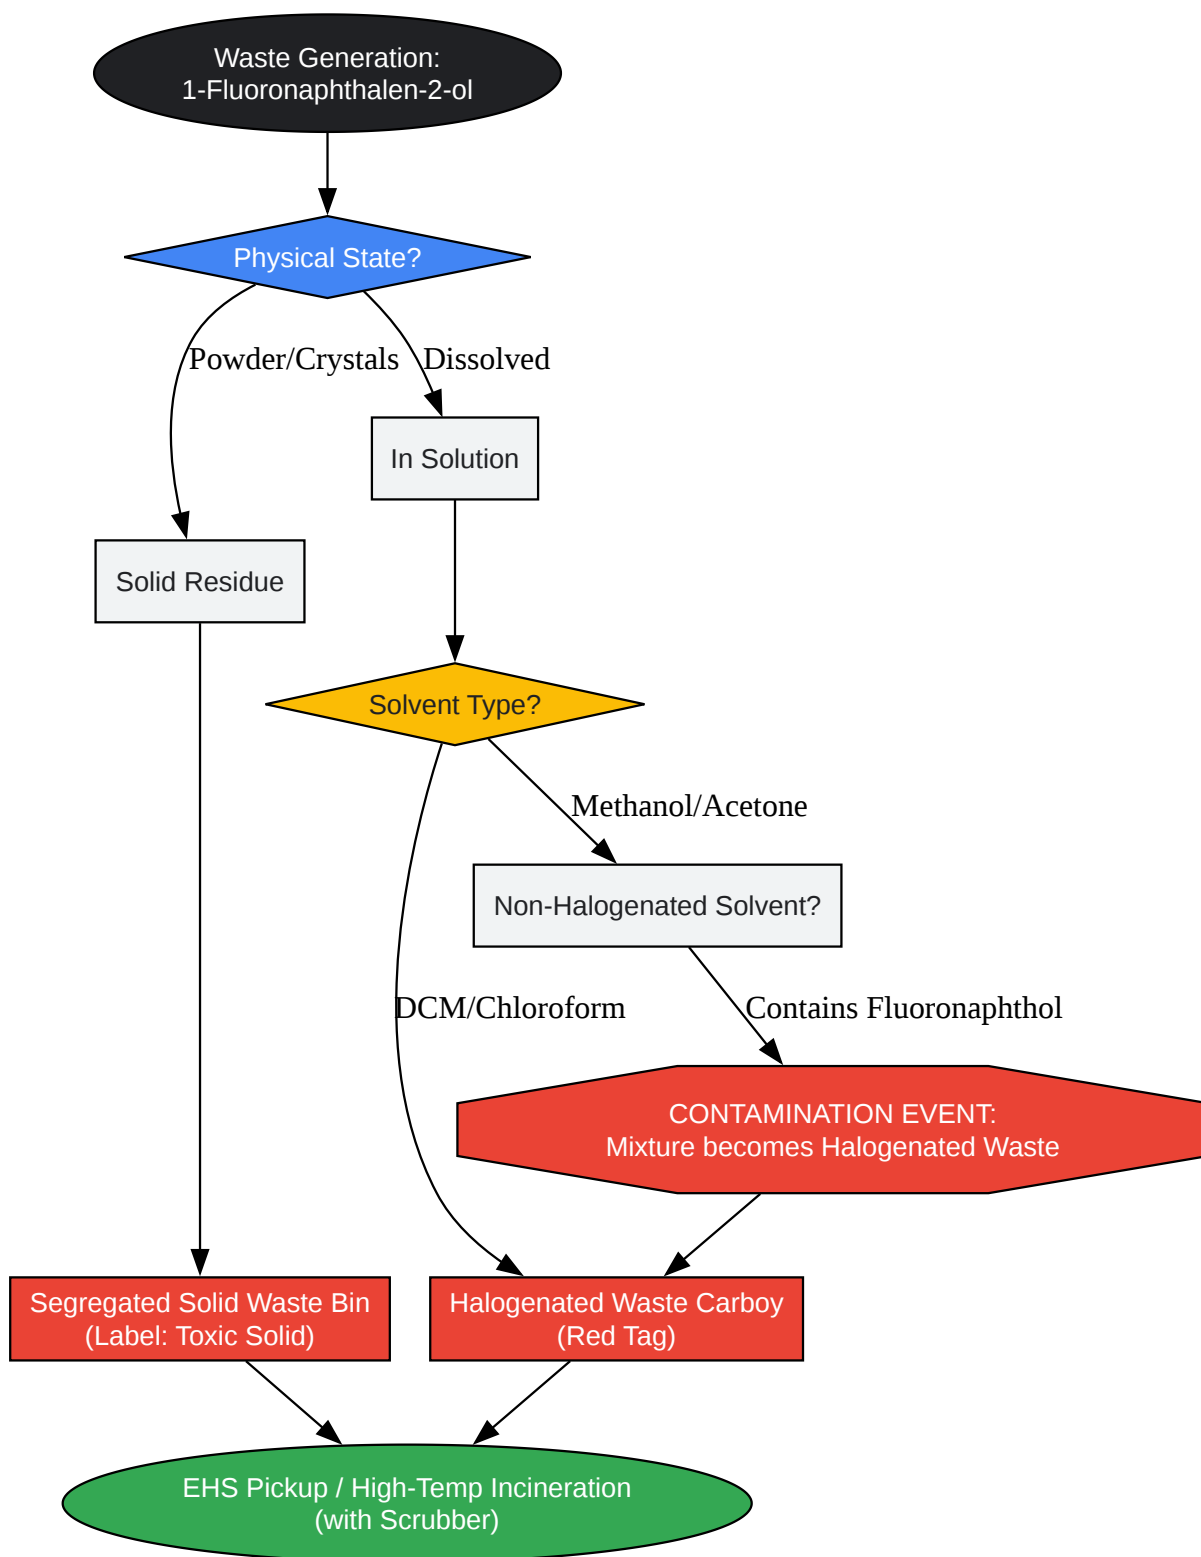 Waste Generation:
1-Fluoronaphthalen-2-ol
Physical State?
Powder/Crystals
Dissolved
In Solution
Solid Residue
Solvent Type?
Methanol/Acetone
Non-Halogenated Solvent?
DCM/Chloroform
Contains Fluoronaphthol
CONTAMINATION EVENT:
Mixture becomes Halogenated Waste
Segregated Solid Waste Bin
(Label: Toxic Solid)
Halogenated Waste Carboy
(Red Tag)
EHS Pickup / High-Temp Incineration
(with Scrubber)